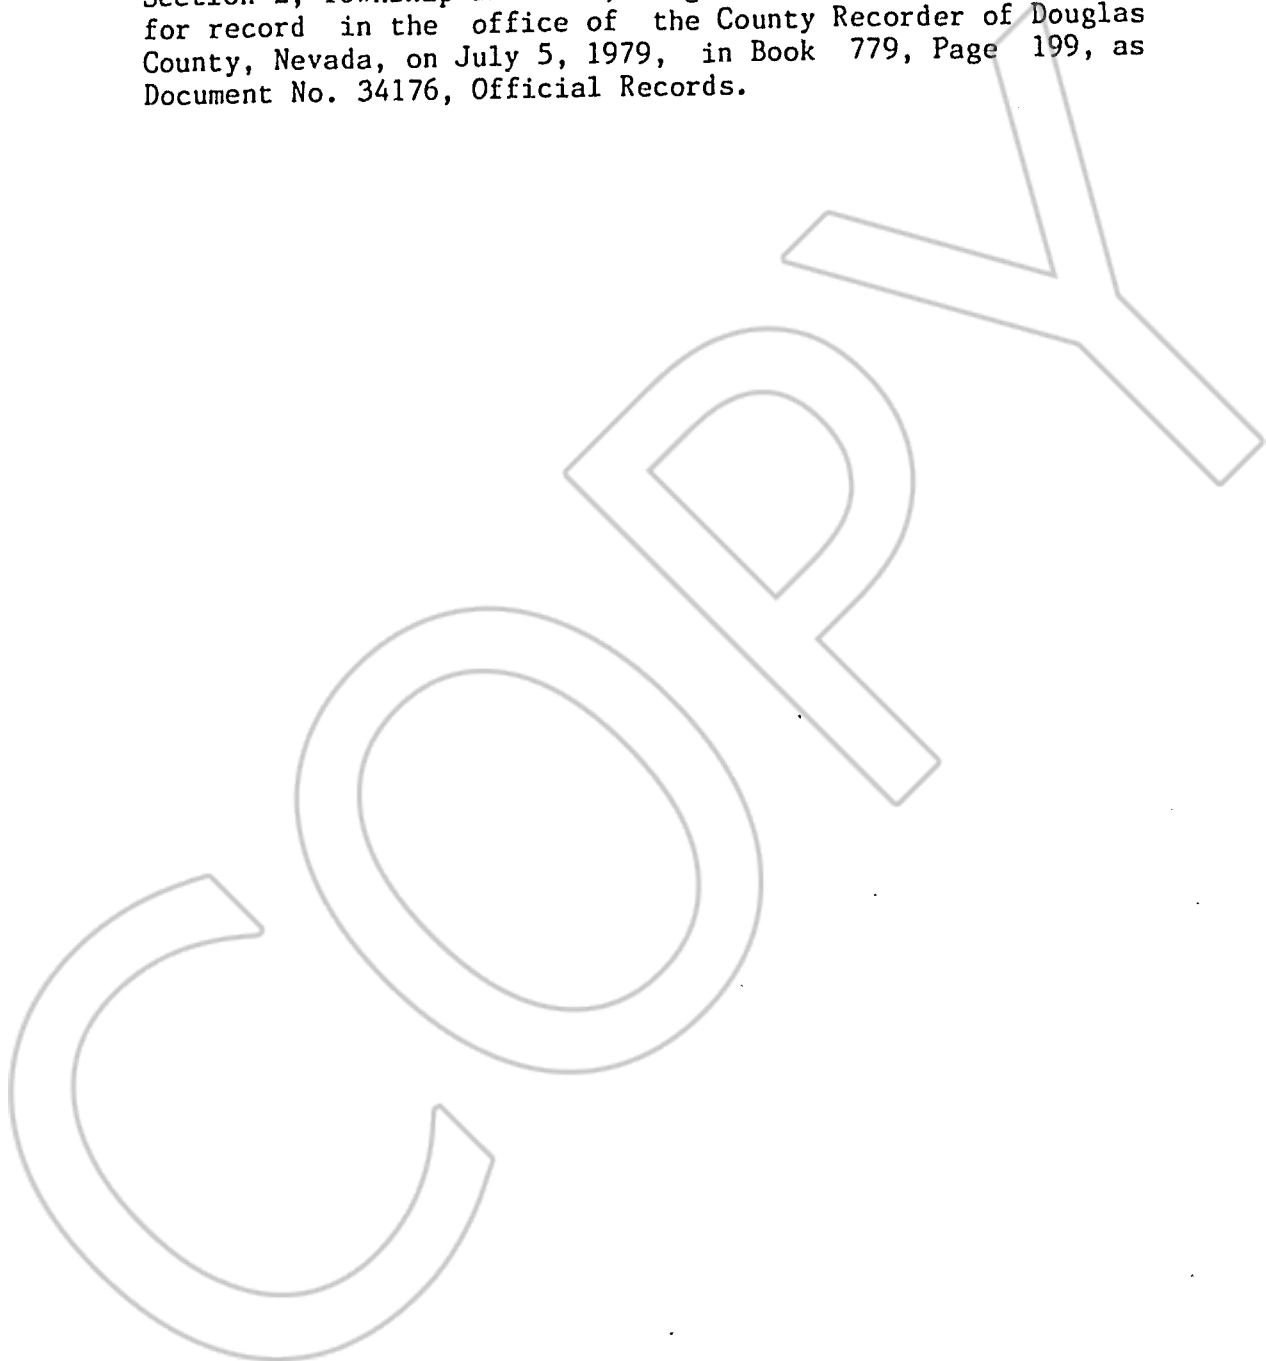 for record in the office of the County Recorder of Douglas
County, Nevada, on July 5, 1979, in Book 779, Page 199, as
Document No. 34176, Official Records.
COPY